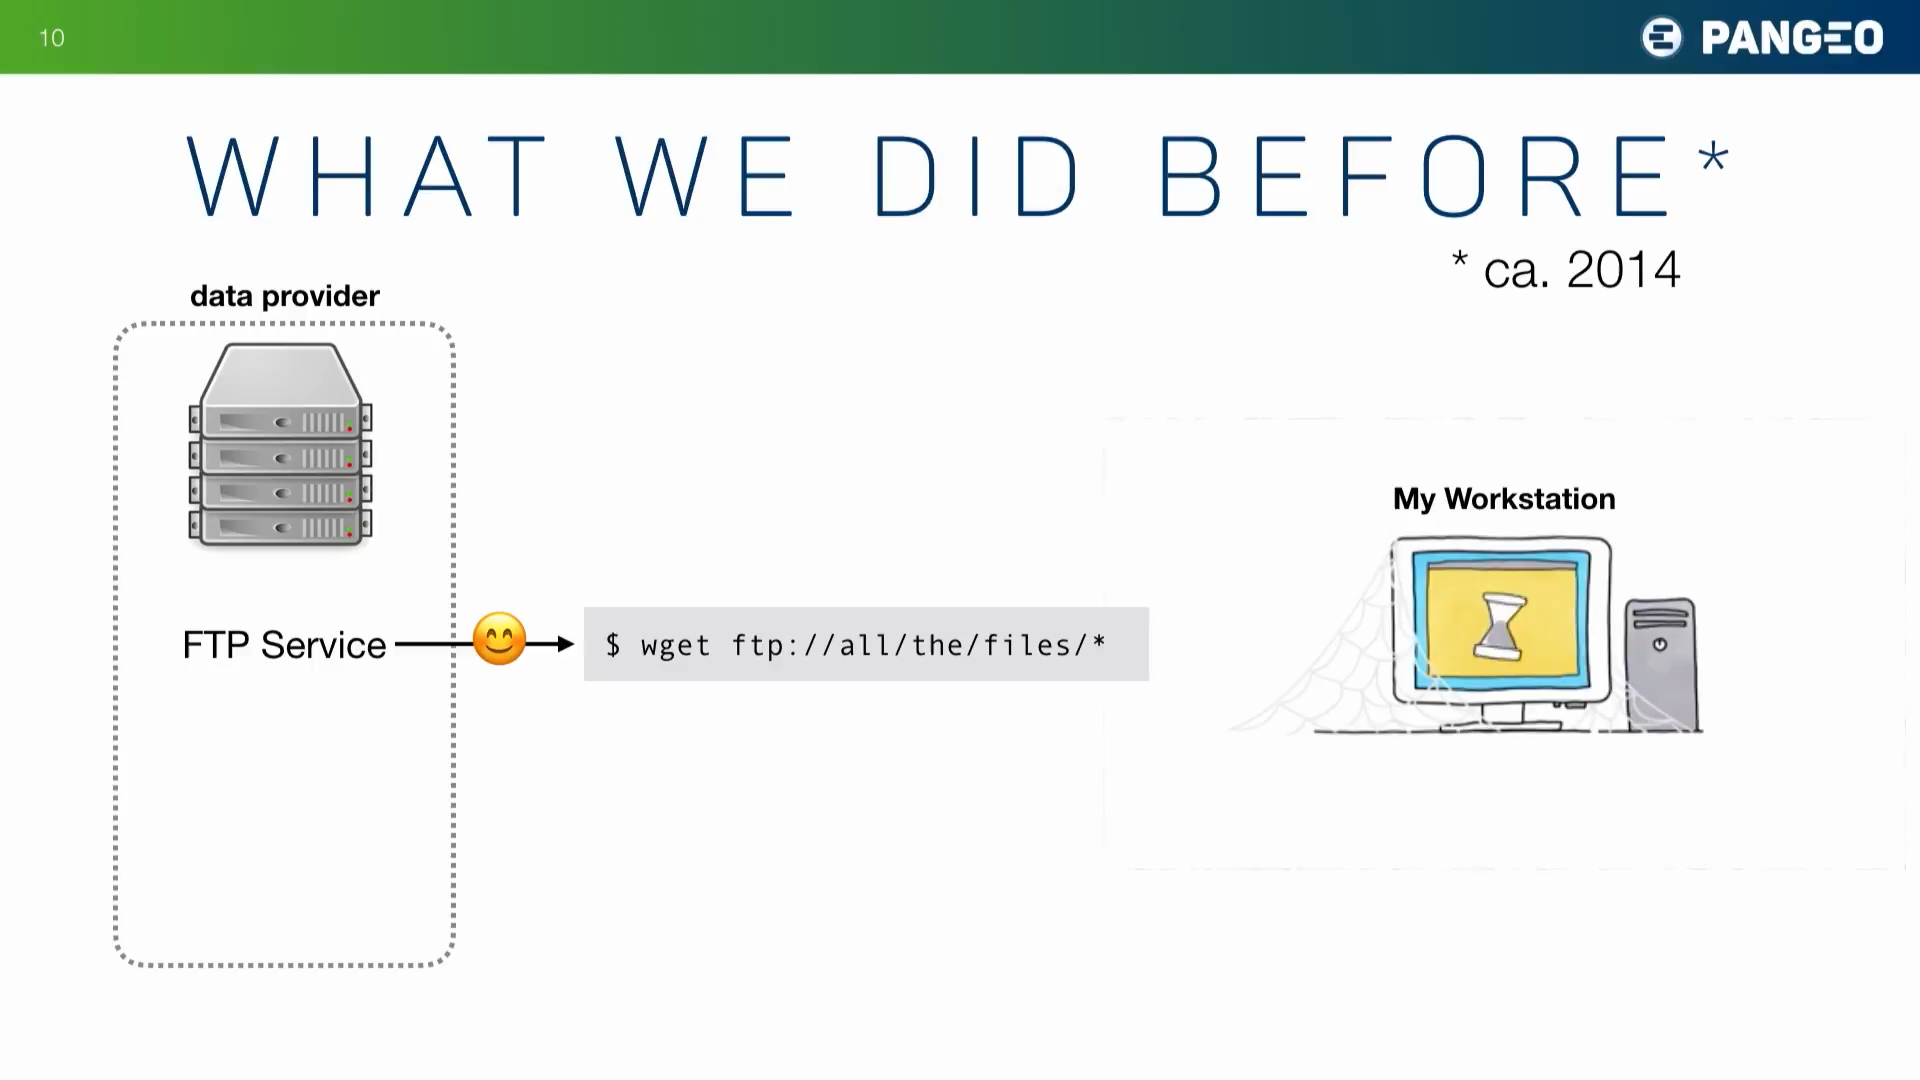 10
PANGEO
WHAT WE DID BEFORE*
* ca. 2014
data provider
My Workstation
FTP Service
$ wget ftp://all/the/files/*